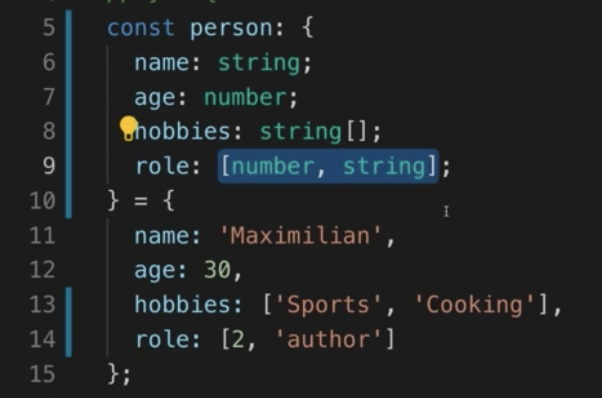 5 const person: {
6 name: string;
7 age: number;
8 hobbies: string[];
9 role: [number, string];
10 } = {
11 name: 'Maximilian',
12 age: 30,
13 hobbies: ['Sports', 'Cooking'],
14 role: [2, 'author']
15 };